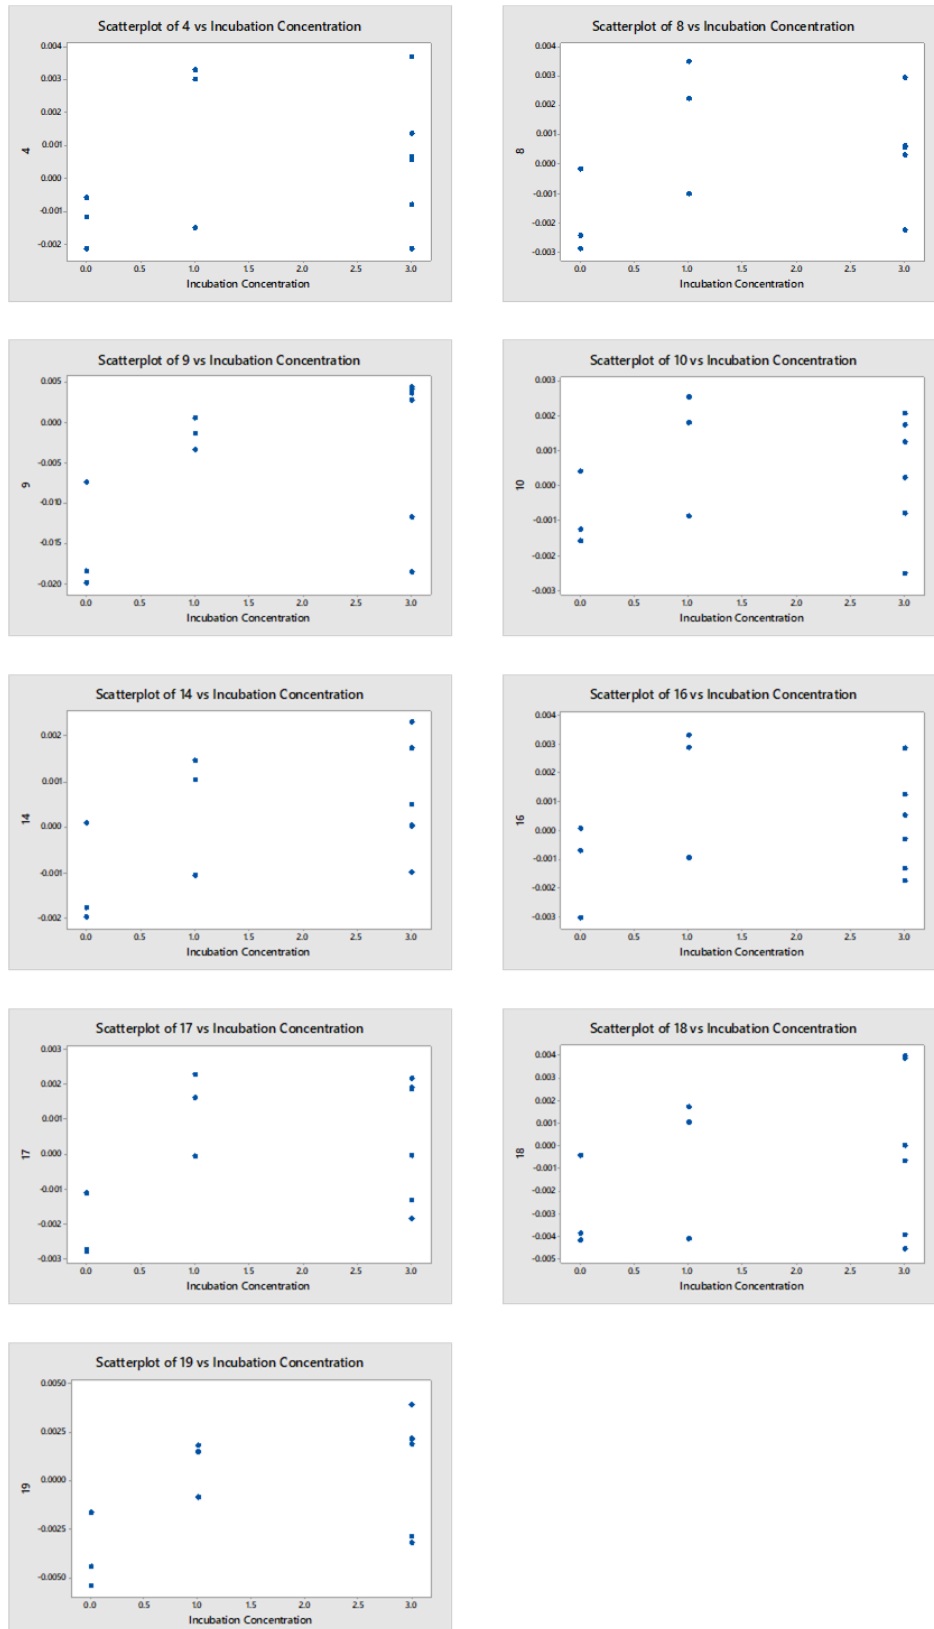 Scatterplot of 4 vs Incubation Concentration
0.004
0.003
0.002
0.001
0.000
-0.001
-0.002
4
0.0 0.5 1.0 1.5 2.0 2.5 3.0
Incubation Concentration
Scatterplot of 8 vs Incubation Concentration
0.004
0.003
0.002
0.001
0.000
-0.001
-0.002
-0.003
8
0.0 0.5 1.0 1.5 2.0 2.5 3.0
Incubation Concentration
Scatterplot of 9 vs Incubation Concentration
0.005
0.000
-0.005
-0.010
-0.015
-0.020
9
0.0 0.5 1.0 1.5 2.0 2.5 3.0
Incubation Concentration
Scatterplot of 10 vs Incubation Concentration
0.003
0.002
0.001
0.000
-0.001
-0.002
-0.003
10
0.0 0.5 1.0 1.5 2.0 2.5 3.0
Incubation Concentration
Scatterplot of 14 vs Incubation Concentration
0.002
0.001
0.000
-0.001
-0.002
14
0.0 0.5 1.0 1.5 2.0 2.5 3.0
Incubation Concentration
Scatterplot of 16 vs Incubation Concentration
0.004
0.003
0.002
0.001
0.000
-0.001
-0.002
-0.003
16
0.0 0.5 1.0 1.5 2.0 2.5 3.0
Incubation Concentration
Scatterplot of 17 vs Incubation Concentration
0.003
0.002
0.001
0.000
-0.001
-0.002
-0.003
17
0.0 0.5 1.0 1.5 2.0 2.5 3.0
Incubation Concentration
Scatterplot of 18 vs Incubation Concentration
0.004
0.003
0.002
0.001
0.000
-0.001
-0.002
-0.003
-0.004
-0.005
18
0.0 0.5 1.0 1.5 2.0 2.5 3.0
Incubation Concentration
Scatterplot of 19 vs Incubation Concentration
0.0050
0.0025
0.0000
-0.0025
-0.0050
19
0.0 0.5 1.0 1.5 2.0 2.5 3.0
Incubation Concentration